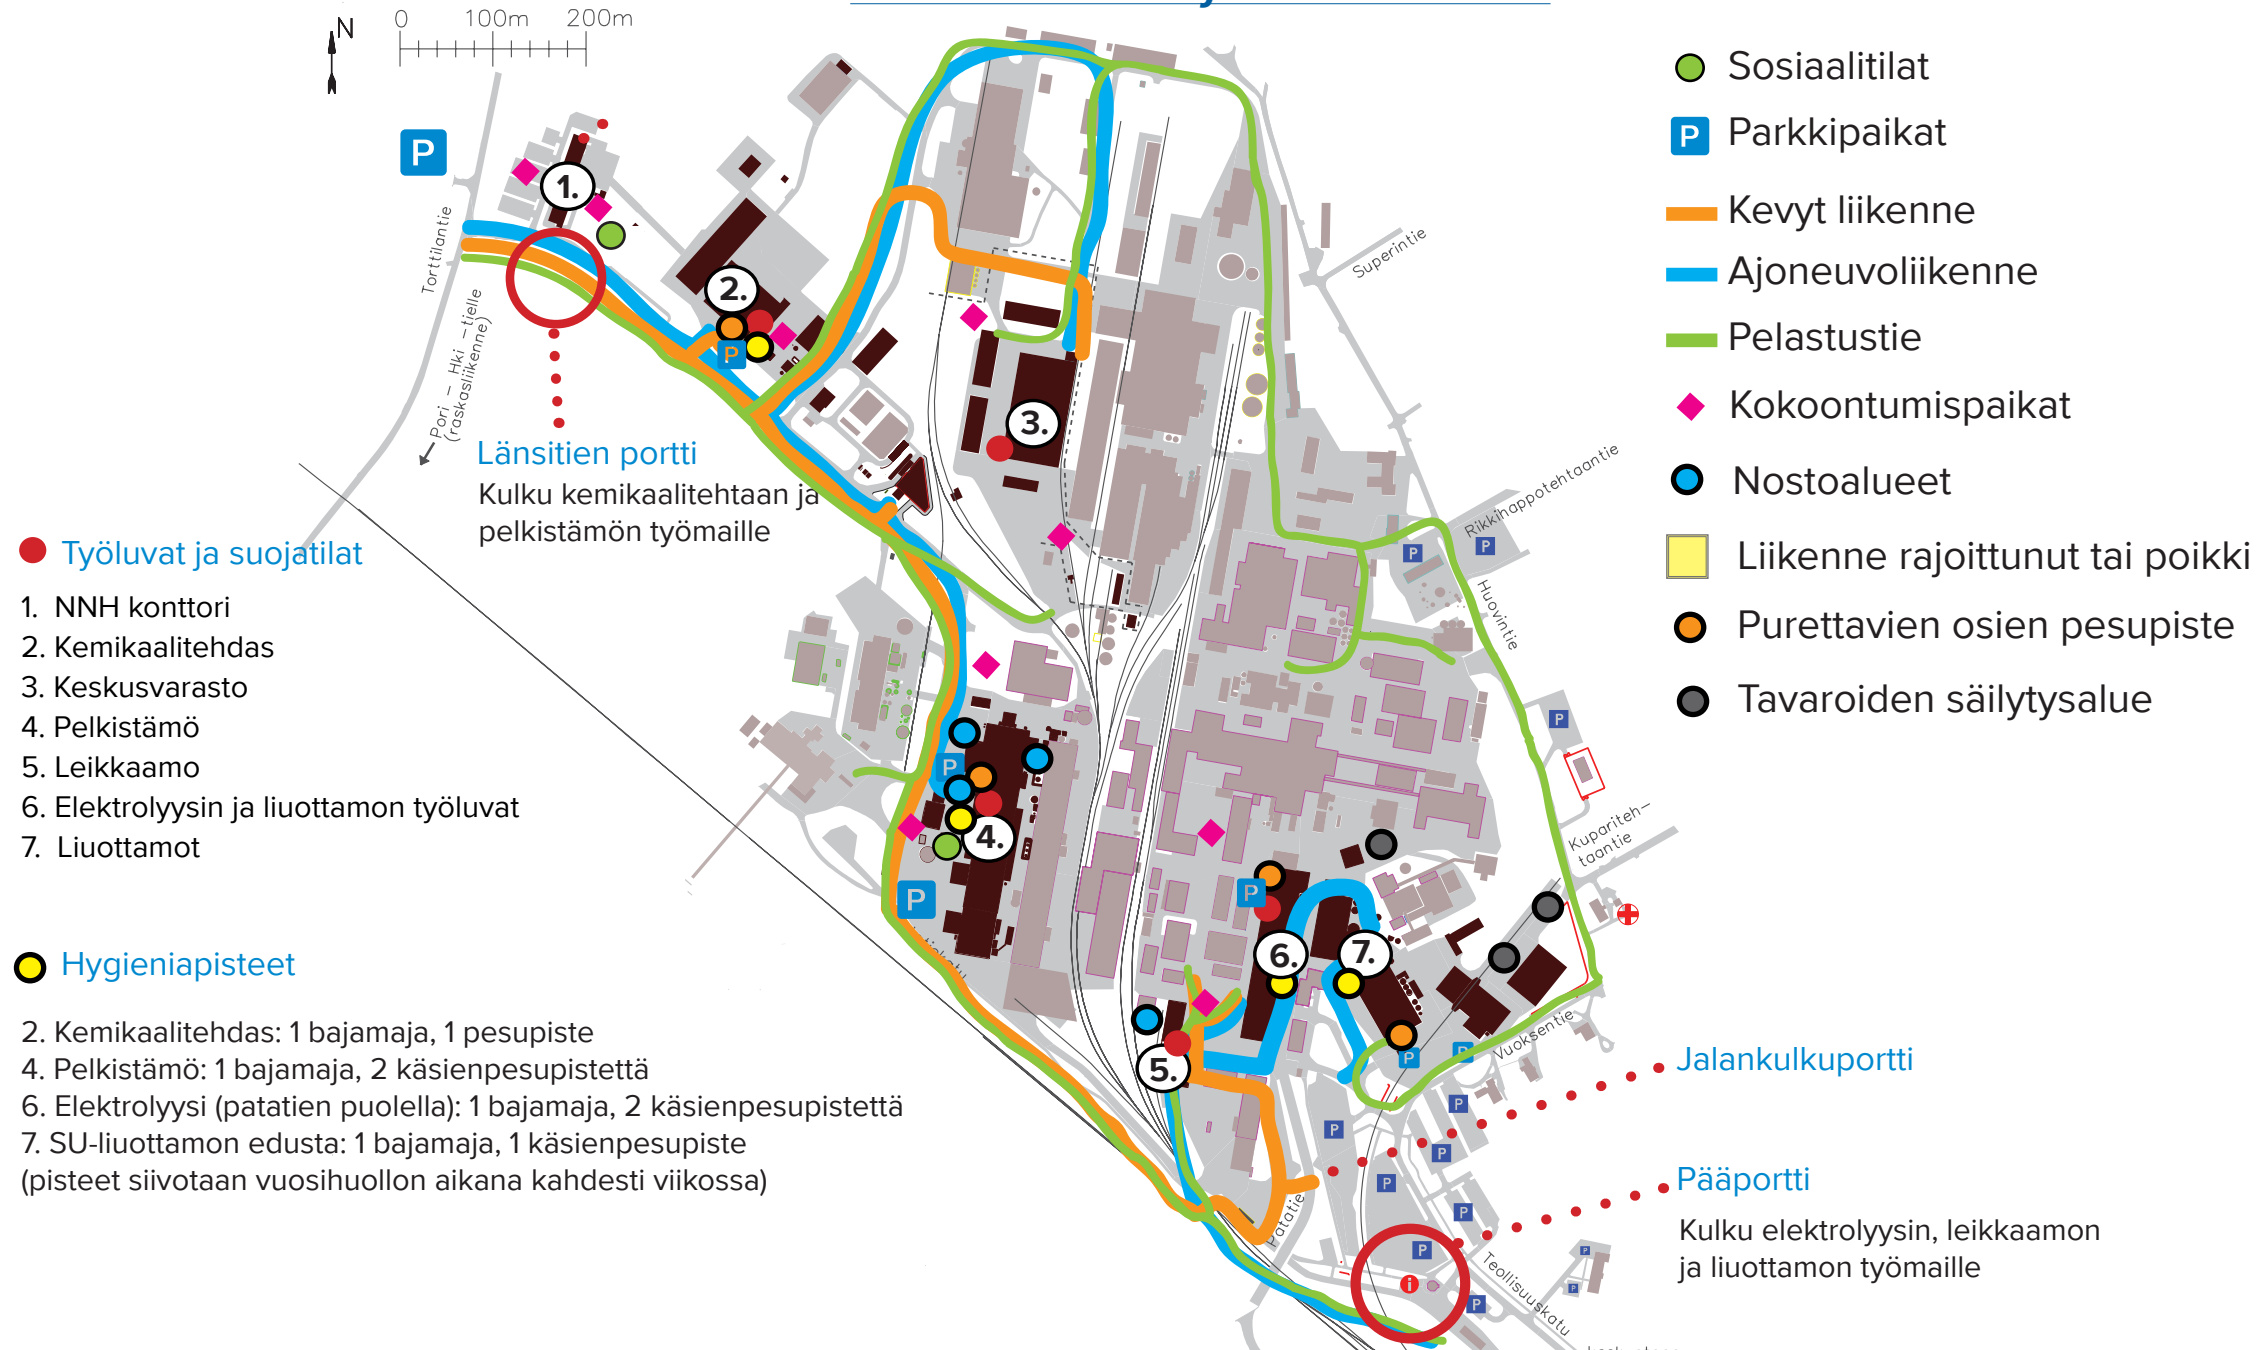 N
0 100m 200m
Torttilantie
Pori – Hki –tielle
(raskasliikenne)
P
1.
2.
P
3.
Länsitien portti
Kulku kemikaalitehtaan ja
pelkistämön työmaille
Työluvat ja suojatilat
1. NNH konttori
2. Kemikaalitehdas
3. Keskusvarasto
4. Pelkistämö
5. Leikkaamo
6. Elektrolyysin ja liuottamon työluvat
7. Liuottamot
Hygieniapisteet
2. Kemikaalitehdas: 1 bajamaja, 1 pesupiste
4. Pelkistämö: 1 bajamaja, 2 käsienpesupistettä
6. Elektrolyysi (patatien puolella): 1 bajamaja, 2 käsienpesupistettä
7. SU-liuottamon edusta: 1 bajamaja, 1 käsienpesupiste
(pisteet siivotaan vuosihuollon aikana kahdesti viikossa)
P
4.
P
P
6.
7.
5.
Superintie
Rikkihappotehtaantie
P
P
Huovintie
P
Kupariteh–
taantie
Vuoksentie
P
P
P
P
P
P
P
P
P
P
P
Patatie
i
Teollisuuskatu
Sosiaalitilat
P Parkkipaikat
Kevyt liikenne
Ajoneuvoliikenne
Pelastustie
Kokoontumispaikat
Nostoalueet
Liikenne rajoittunut tai poikki
Purettavien osien pesupiste
Tavaroiden säilytysalue
Jalankulkuportti
Pääportti
Kulku elektrolyysin, leikkaamon
ja liuottamon työmaille